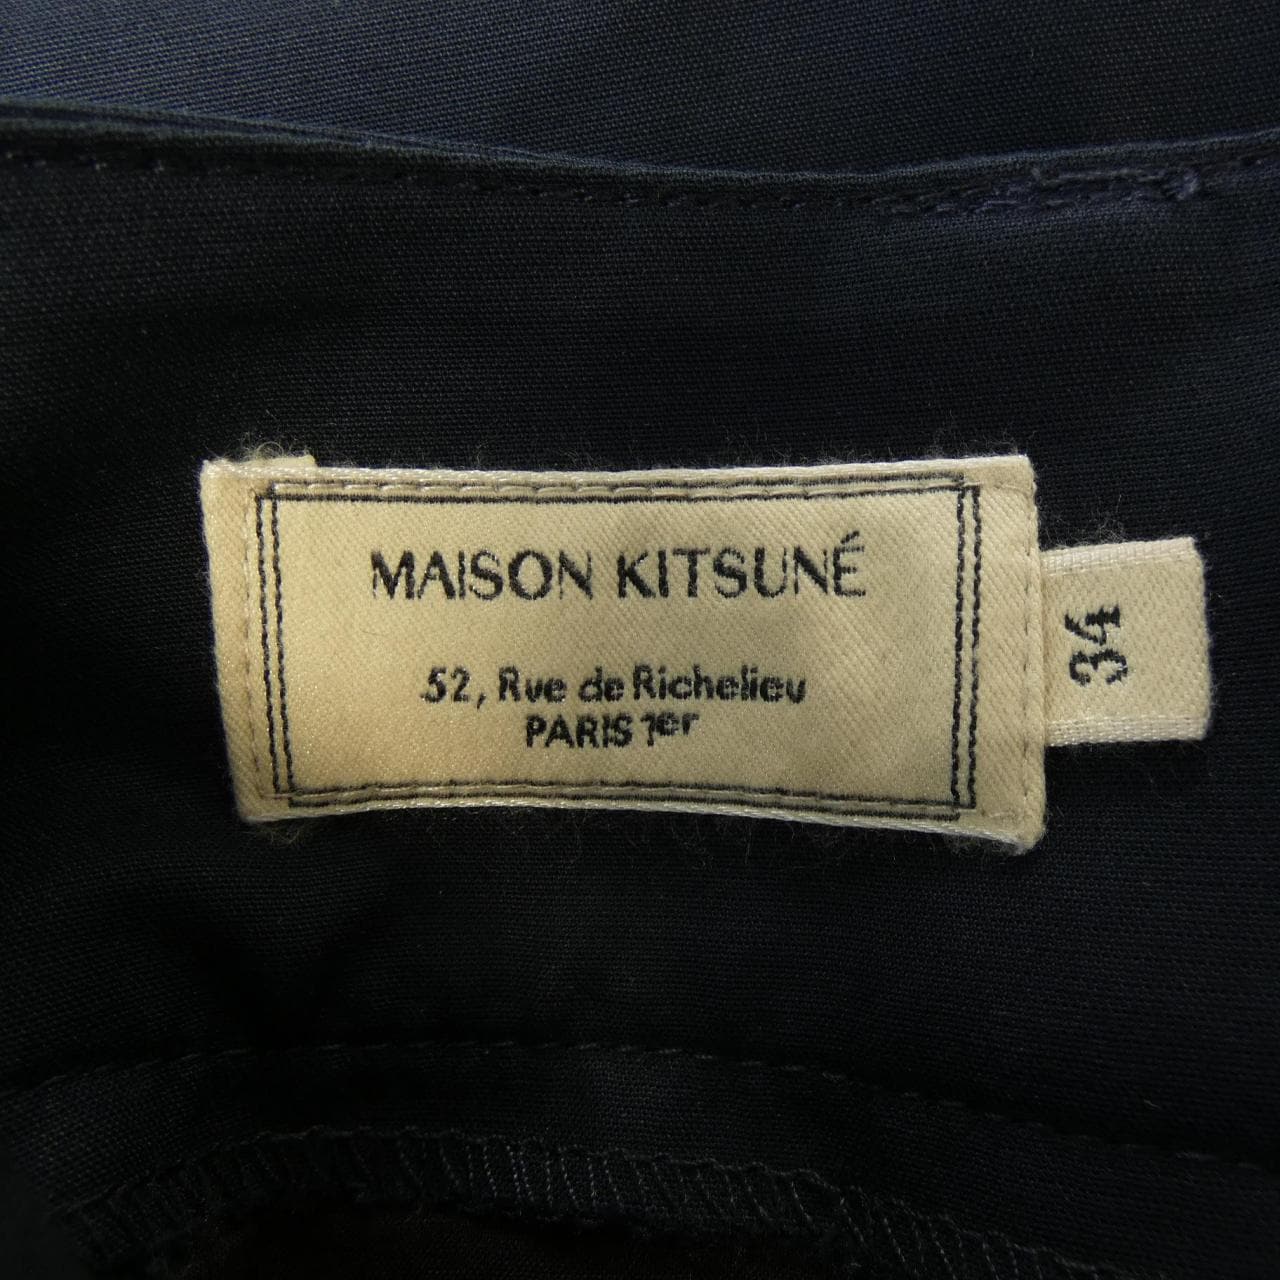 MAISON KITSUNÉ
52, Rue de Richelieu
PARIS 1er
34